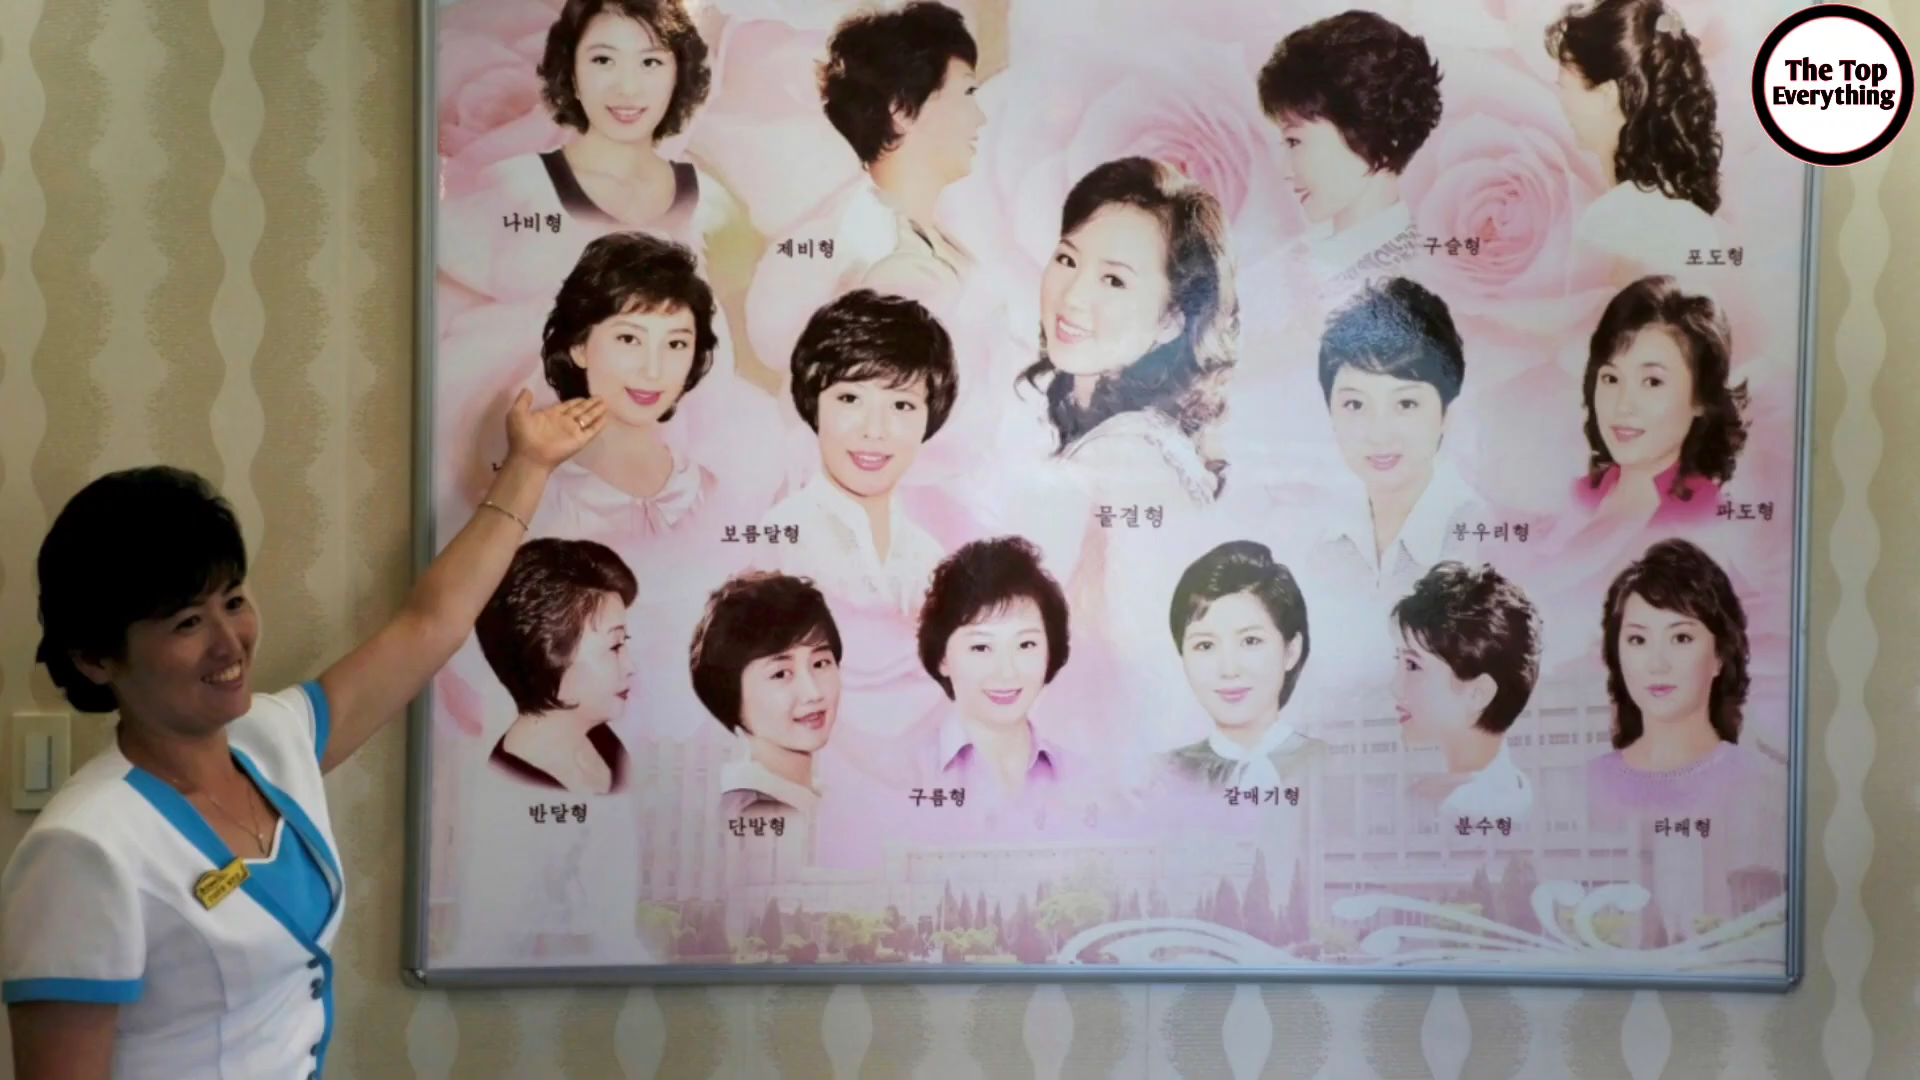 The Top
Everything
나비형
제비형
구슬형
포도형
보름달형
물결형
봉우리형
파도형
반달형
단발형
구름형
갈매기형
분수형
타래형